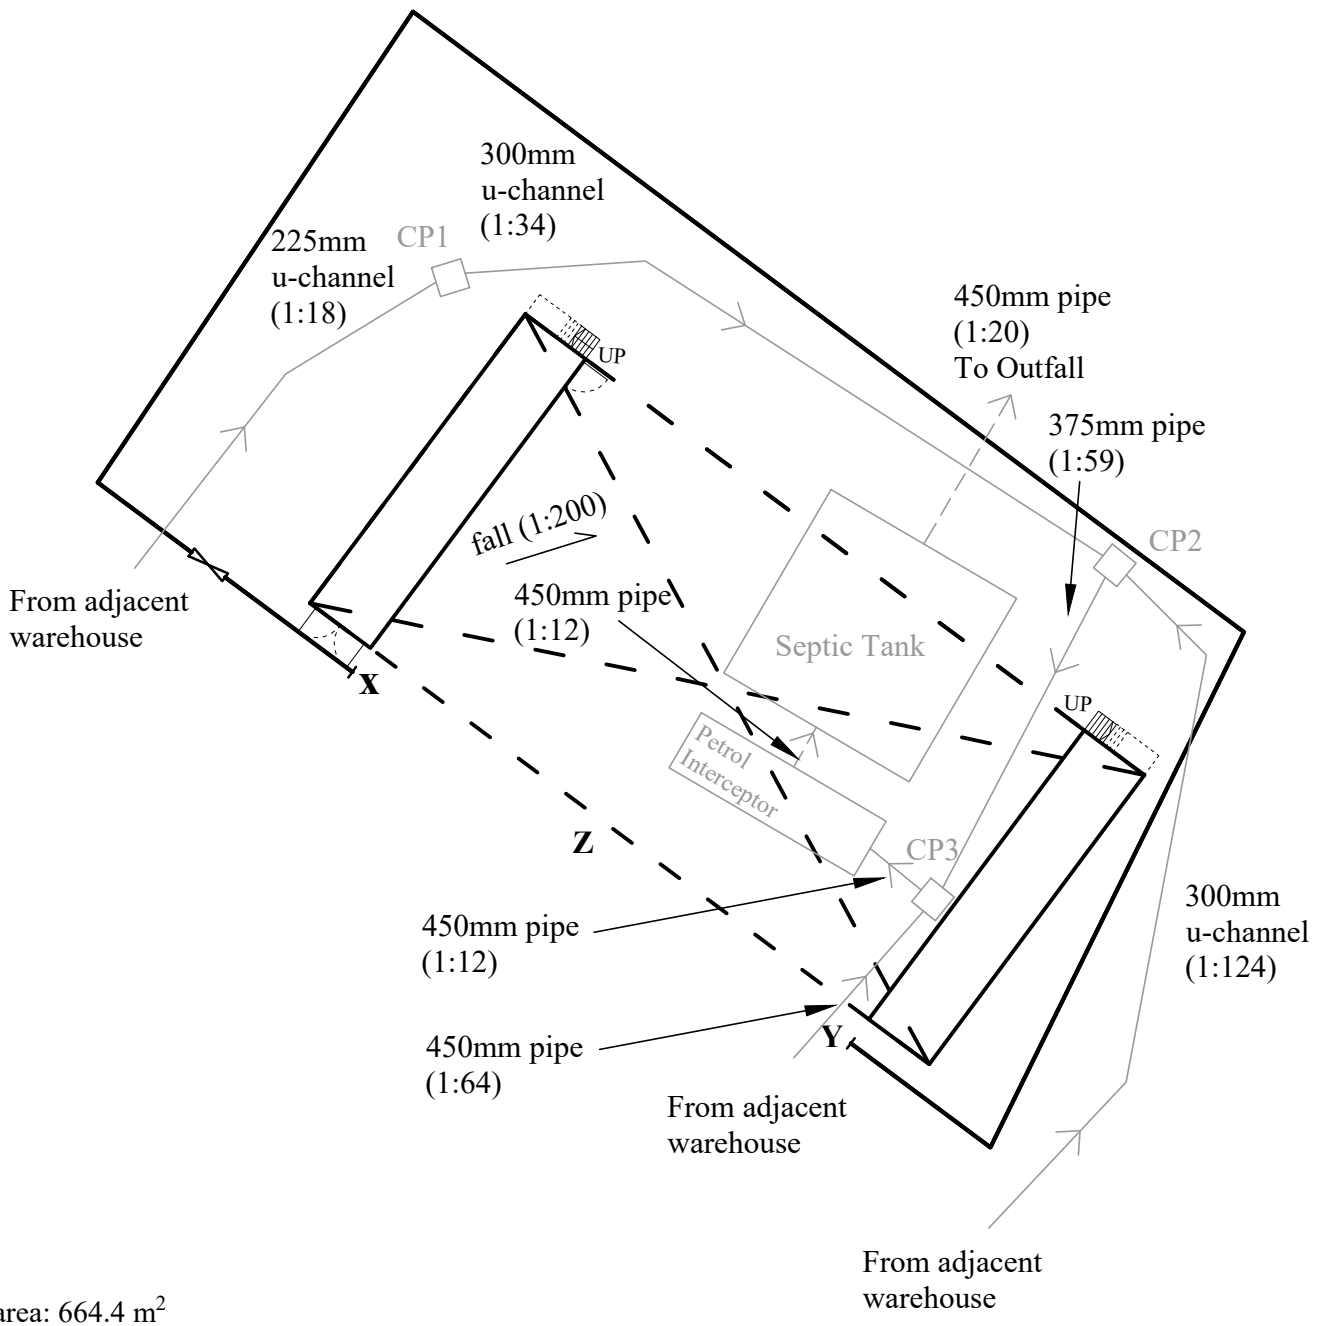 300mm
u-channel
(1:34)
CP1
225mm
u-channel
(1:18)
UP
450mm pipe
(1:20)
To Outfall
375mm pipe
(1:59)
CP2
fall (1:200)
From adjacent
warehouse
450mm pipe
(1:12)
Septic Tank
X
UP
Petrol
Interceptor
Z
CP3
450mm pipe
(1:12)
300mm
u-channel
(1:124)
Y
450mm pipe
(1:64)
From adjacent
warehouse
From adjacent
warehouse
area: 664.4 m²